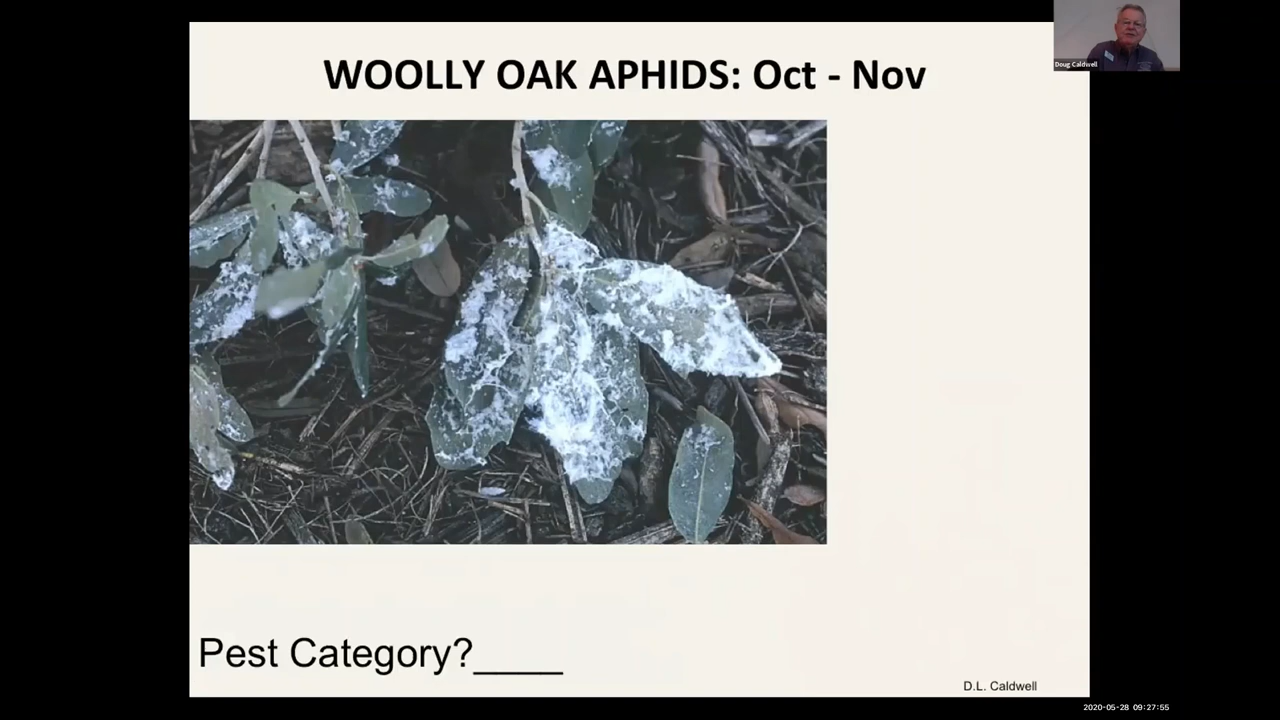 WOOLLY OAK APHIDS: Oct - Nov
Doug Caldwell
Pest Category?____
D.L. Caldwell
2020-05-28 09:27:55